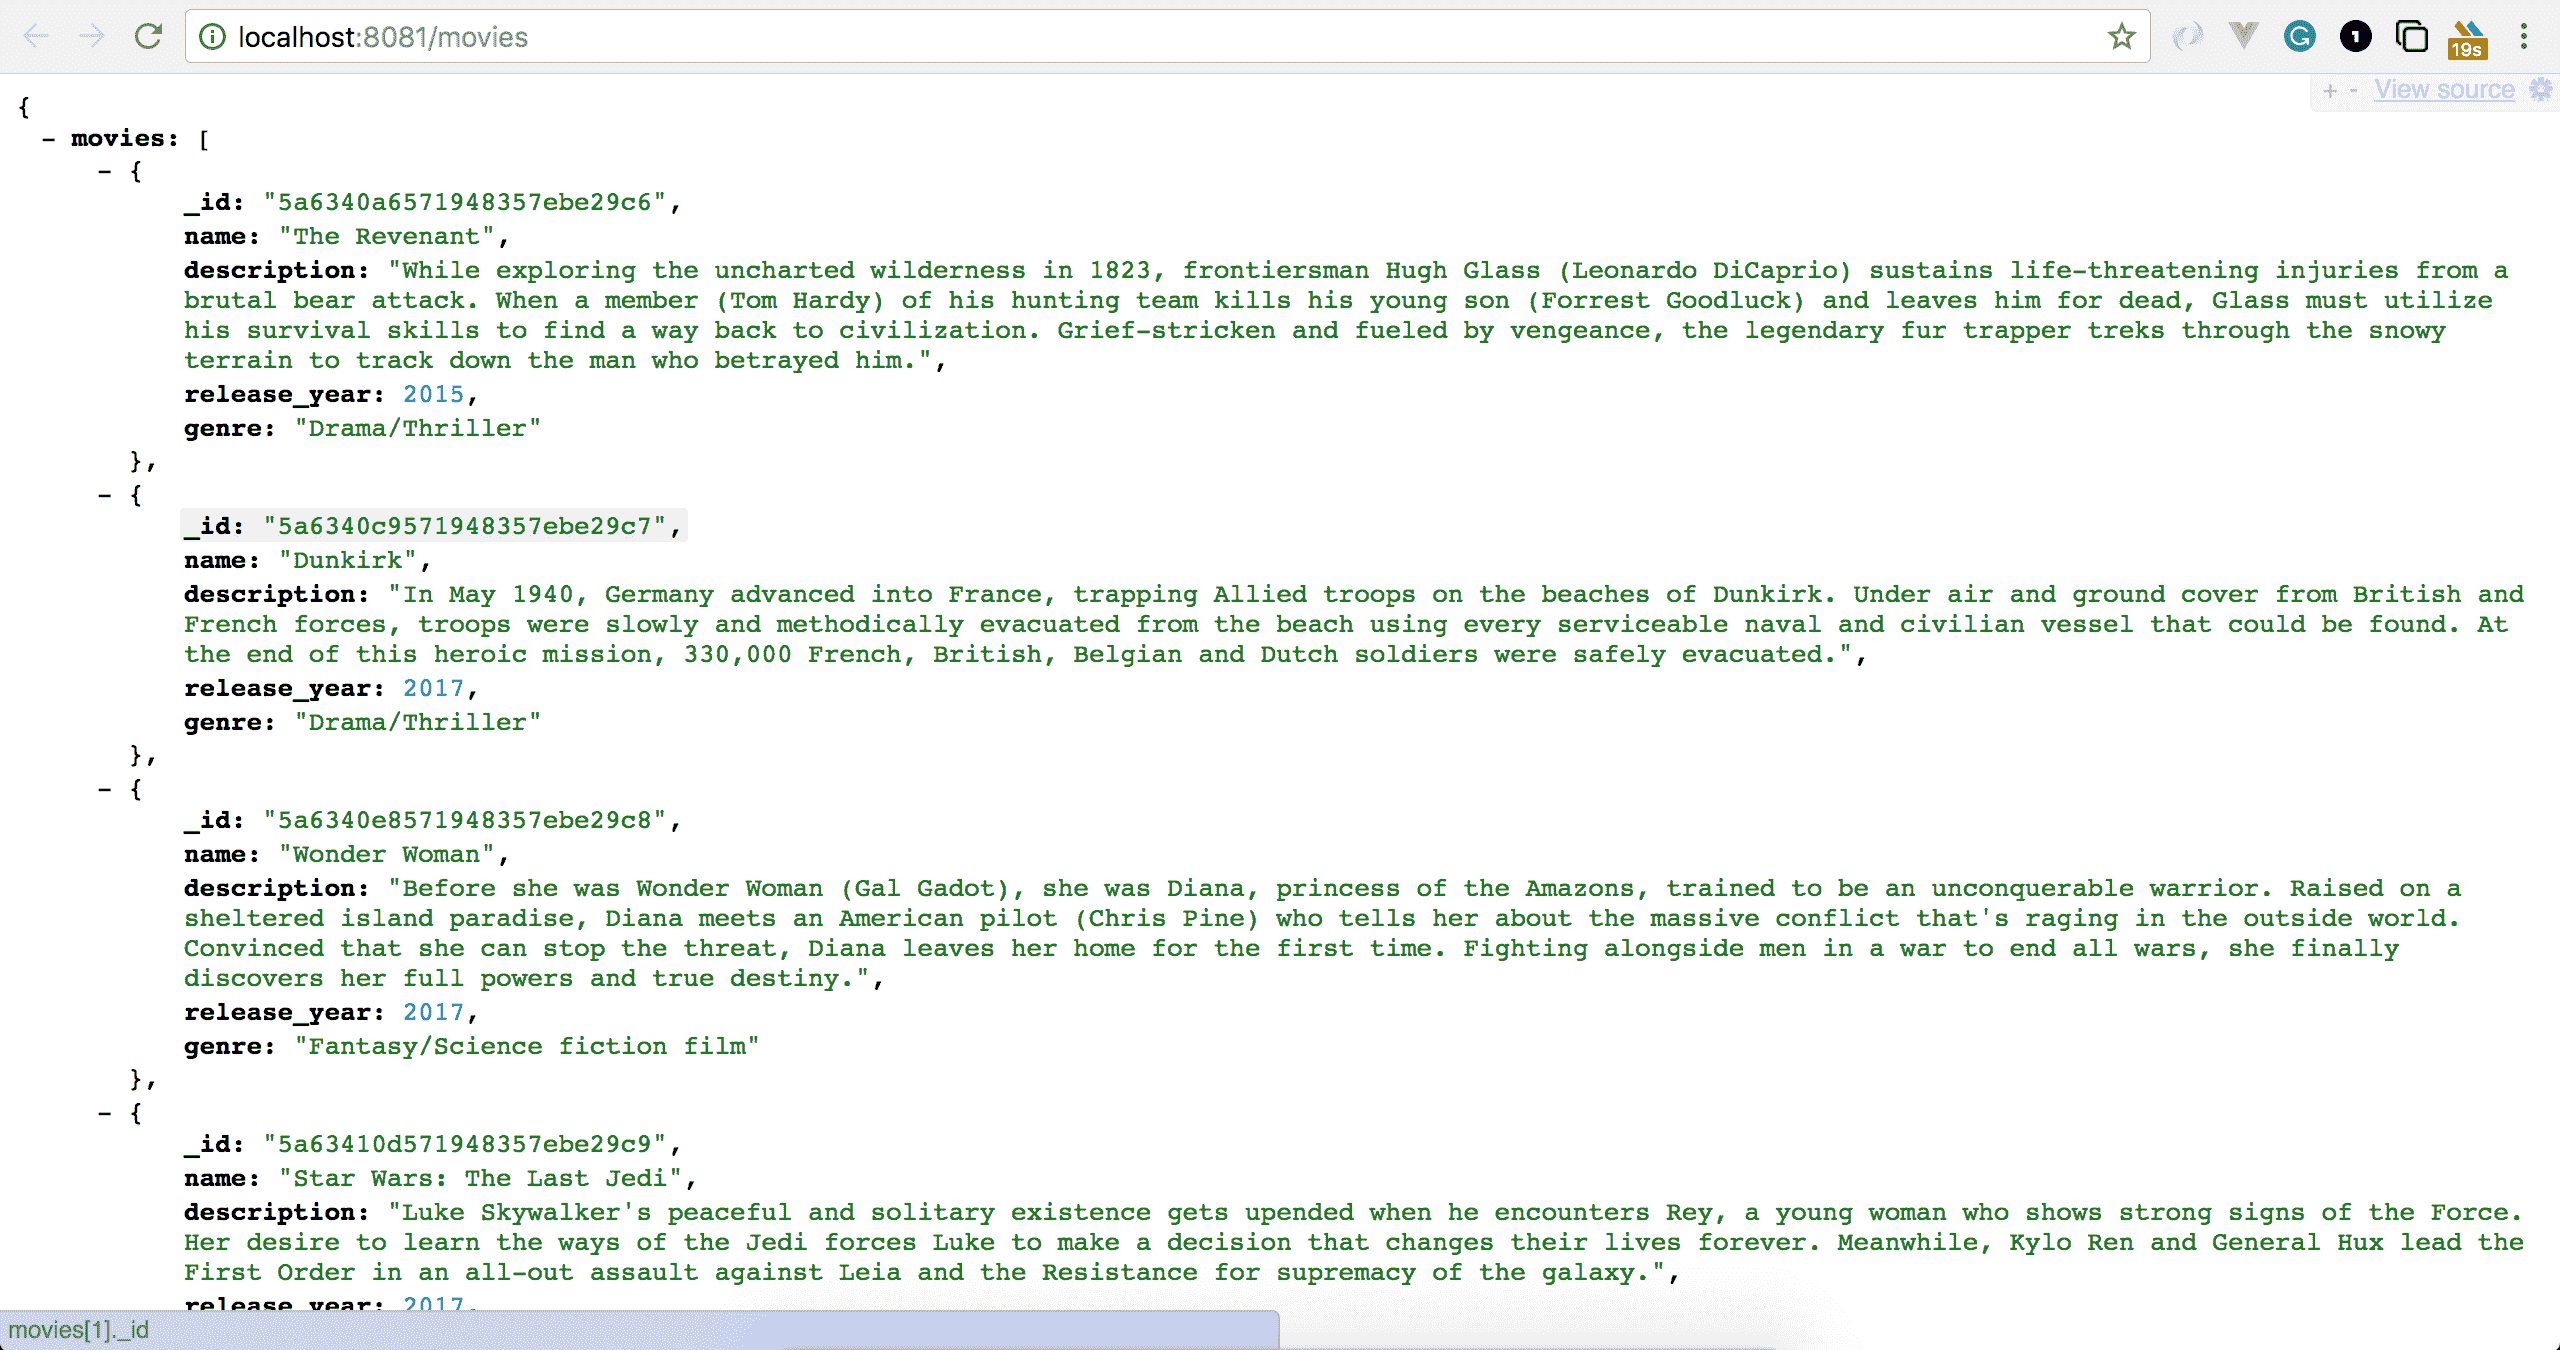 localhost:8081/movies
1
19s
+ - View source
{
- movies: [
- {
_id: "5a6340a6571948357ebe29c6",
name: "The Revenant",
description: "While exploring the uncharted wilderness in 1823, frontiersman Hugh Glass (Leonardo DiCaprio) sustains life-threatening injuries from a
brutal bear attack. When a member (Tom Hardy) of his hunting team kills his young son (Forrest Goodluck) and leaves him for dead, Glass must utilize
his survival skills to find a way back to civilization. Grief-stricken and fueled by vengeance, the legendary fur trapper treks through the snowy
terrain to track down the man who betrayed him.",
release_year: 2015,
genre: "Drama/Thriller"
},
- {
_id: "5a6340c9571948357ebe29c7",
name: "Dunkirk",
description: "In May 1940, Germany advanced into France, trapping Allied troops on the beaches of Dunkirk. Under air and ground cover from British and
French forces, troops were slowly and methodically evacuated from the beach using every serviceable naval and civilian vessel that could be found. At
the end of this heroic mission, 330,000 French, British, Belgian and Dutch soldiers were safely evacuated.",
release_year: 2017,
genre: "Drama/Thriller"
},
- {
_id: "5a6340e8571948357ebe29c8",
name: "Wonder Woman",
description: "Before she was Wonder Woman (Gal Gadot), she was Diana, princess of the Amazons, trained to be an unconquerable warrior. Raised on a
sheltered island paradise, Diana meets an American pilot (Chris Pine) who tells her about the massive conflict that's raging in the outside world.
Convinced that she can stop the threat, Diana leaves her home for the first time. Fighting alongside men in a war to end all wars, she finally
discovers her full powers and true destiny.",
release_year: 2017,
genre: "Fantasy/Science fiction film"
},
- {
_id: "5a63410d571948357ebe29c9",
name: "Star Wars: The Last Jedi",
description: "Luke Skywalker's peaceful and solitary existence gets upended when he encounters Rey, a young woman who shows strong signs of the Force.
Her desire to learn the ways of the Jedi forces Luke to make a decision that changes their lives forever. Meanwhile, Kylo Ren and General Hux lead the
First Order in an all-out assault against Leia and the Resistance for supremacy of the galaxy.",
release_year: 2017,
movies[1]._id